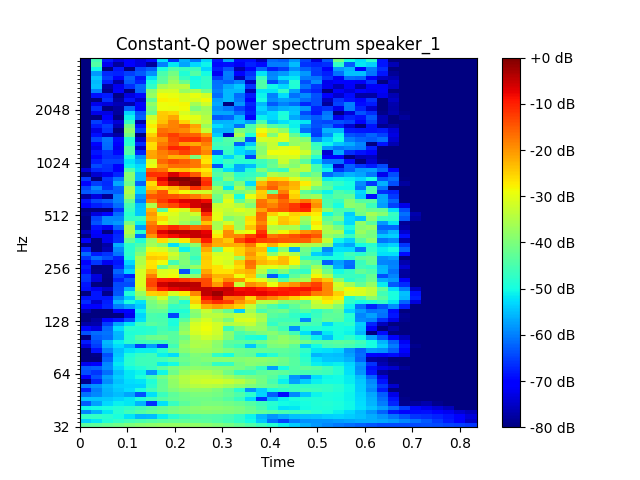 Constant-Q power spectrum speaker_1
Hz
2048
1024
512
256
128
64
32
0 0.1 0.2 0.3 0.4 0.5 0.6 0.7 0.8
Time
+0 dB
-10 dB
-20 dB
-30 dB
-40 dB
-50 dB
-60 dB
-70 dB
-80 dB